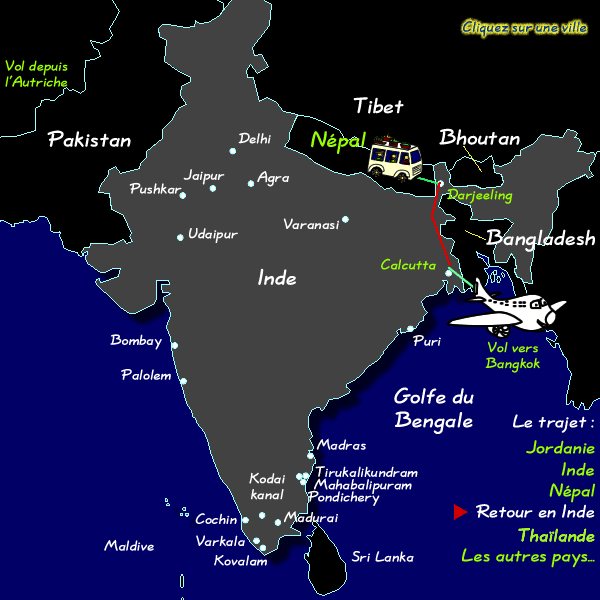 Cliquez sur une ville
Vol depuis
l'Autriche
Tibet
Pakistan
Népal
Bhoutan
Delhi
Jaipur
Agra
Pushkar
Darjeeling
Varanasi
Udaipur
Bangladesh
Calcutta
Inde
Bombay
Puri
Vol vers
Bangkok
Palolem
Golfe du
Bengale
Le trajet :
Jordanie
Inde
Népal
Retour en Inde
Thaïlande
Les autres pays...
Madras
Tirukalikundram
Mahabalipuram
Pondichery
Kodai
kanal
Cochin
Madurai
Varkala
Kovalam
Maldive
Sri Lanka